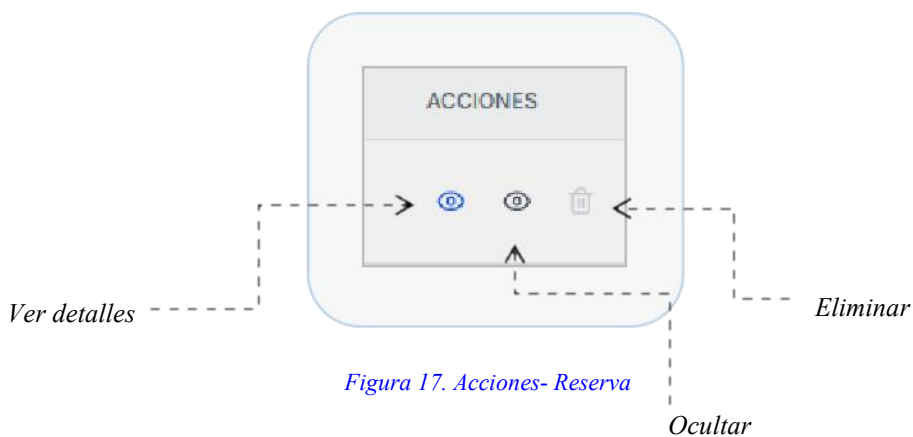 ACCIONES
Ver detalles
Eliminar
Figura 17. Acciones- Reserva
Ocultar